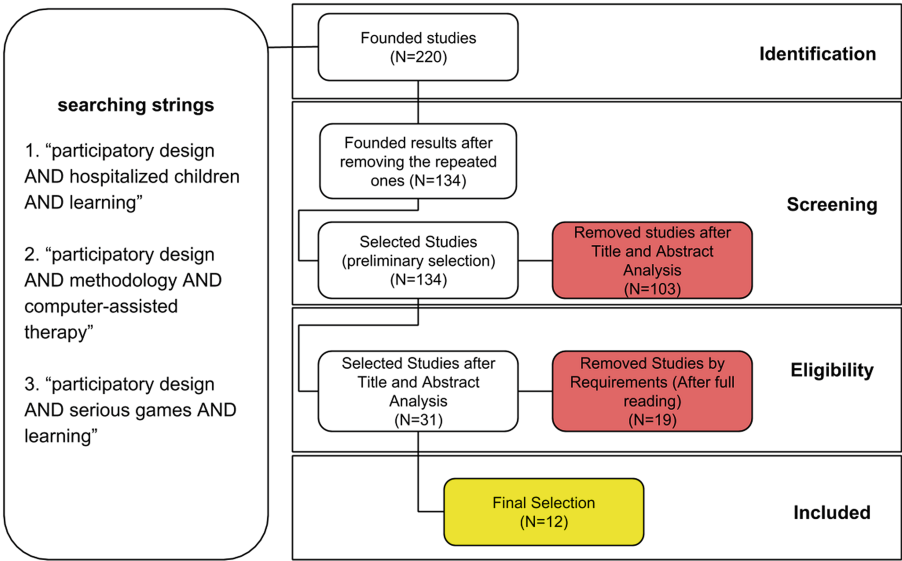 searching strings
1. “participatory design
AND hospitalized children
AND learning”
2. “participatory design
AND methodology AND
computer-assisted
therapy”
3. “participatory design
AND serious games AND
learning”
Founded studies
(N=220)
Identification
Founded results after
removing the repeated
ones (N=134)
Screening
Selected Studies
(preliminary selection)
(N=134)
Removed studies after
Title and Abstract
Analysis
(N=103)
Selected Studies after
Title and Abstract
Analysis
(N=31)
Removed Studies by
Requirements (After full
reading)
(N=19)
Eligibility
Final Selection
(N=12)
Included